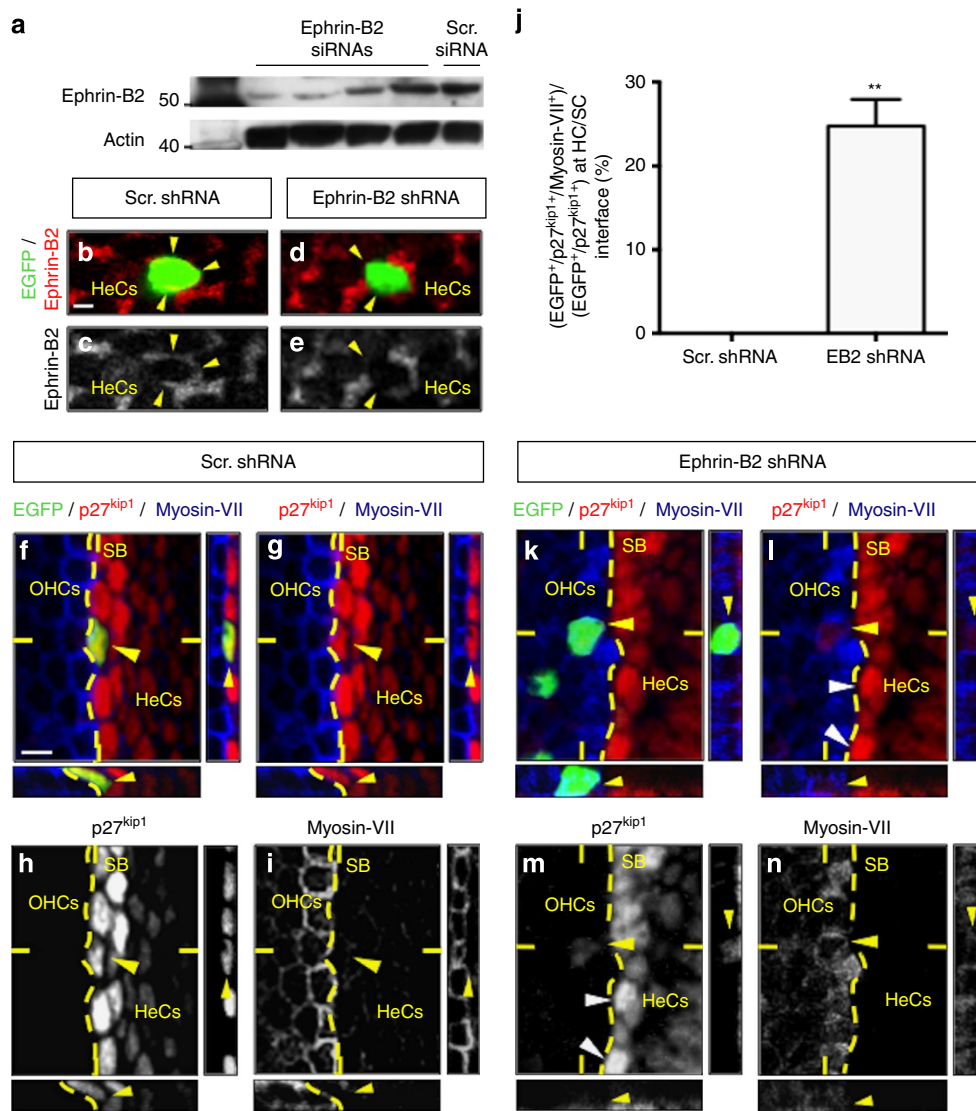 a
Ephrin-B2 siRNAs
Scr. siRNA
Ephrin-B2
50
Actin
40
Scr. shRNA
Ephrin-B2 shRNA
EGFP / Ephrin-B2
b
HeCs
d
HeCs
Ephrin-B2
c
HeCs
e
HeCs
j
(EGFP⁺/p27ᵏⁱᵖ¹⁺/Myosin-VII⁺)/
(EGFP⁺/p27ᵏⁱᵖ¹⁺) at HC/SC
interface (%)
30
20
10
0
**
Scr. shRNA
EB2 shRNA
Scr. shRNA
EGFP / p27ᵏⁱᵖ¹ / Myosin-VII
p27ᵏⁱᵖ¹ / Myosin-VII
f
SB
OHCs
HeCs
g
SB
OHCs
HeCs
p27ᵏⁱᵖ¹
Myosin-VII
h
SB
OHCs
HeCs
i
SB
OHCs
HeCs
Ephrin-B2 shRNA
EGFP / p27ᵏⁱᵖ¹ / Myosin-VII
p27ᵏⁱᵖ¹ / Myosin-VII
k
SB
OHCs
HeCs
l
SB
OHCs
HeCs
p27ᵏⁱᵖ¹
Myosin-VII
m
SB
OHCs
HeCs
n
SB
OHCs
HeCs